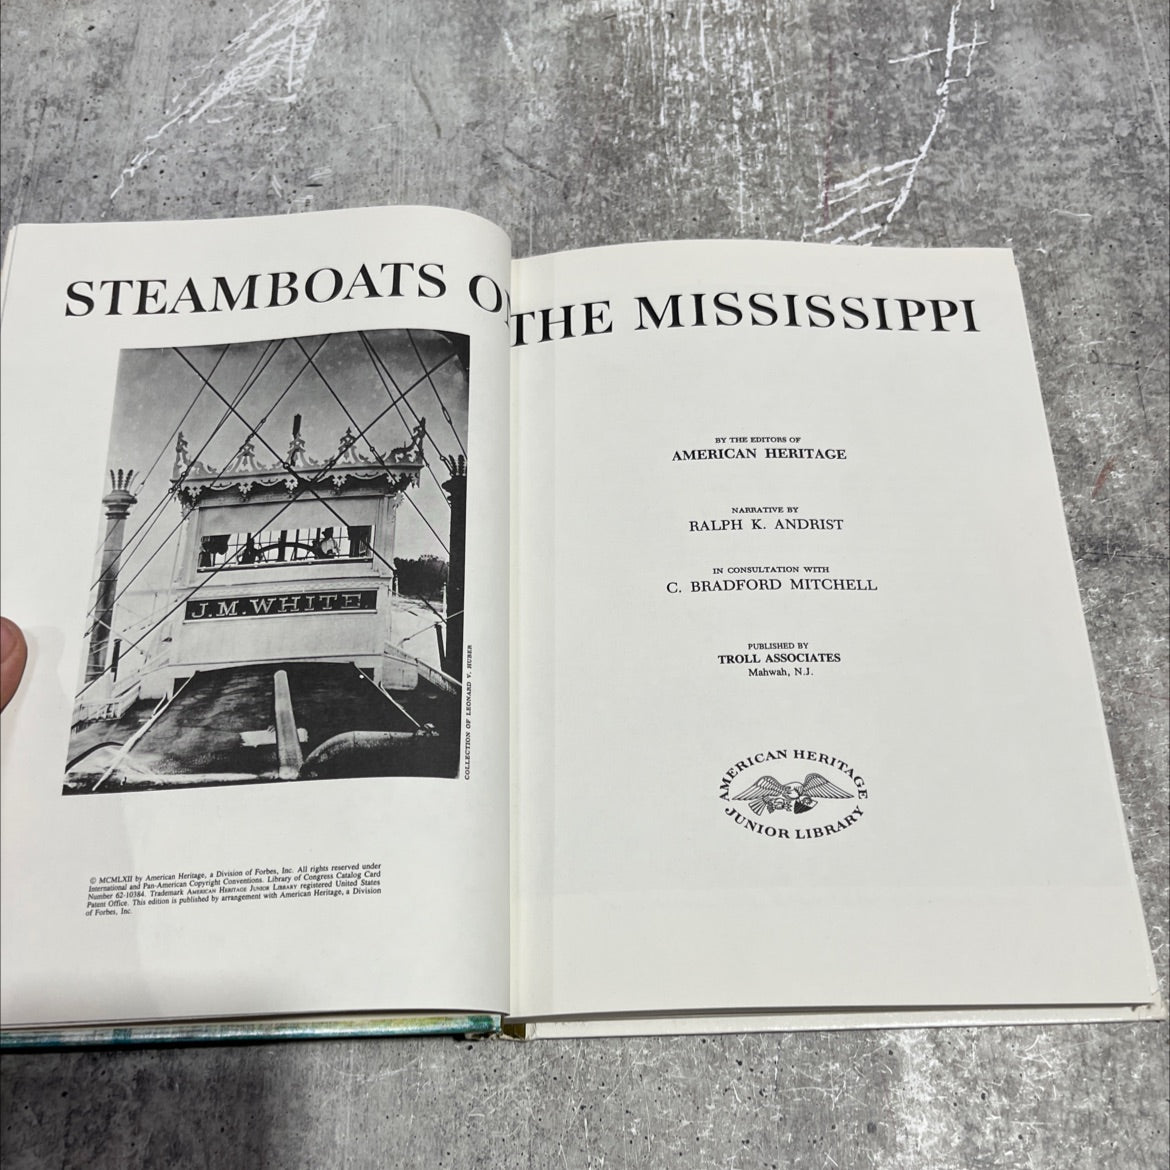 STEAMBOATS ON THE MISSISSIPPI
J.M. WHITE.
COLLECTION OF LEONARD V. HUBER
© MCMLXII by American Heritage, a Division of Forbes, Inc. All rights reserved under
International and Pan-American Copyright Conventions. Library of Congress Catalog Card
Number 62-10384. Trademark AMERICAN HERITAGE JUNIOR LIBRARY registered United States
Patent Office. This edition is published by arrangement with American Heritage, a Division
of Forbes, Inc.
BY THE EDITORS OF
AMERICAN HERITAGE
NARRATIVE BY
RALPH K. ANDRIST
IN CONSULTATION WITH
C. BRADFORD MITCHELL
PUBLISHED BY
TROLL ASSOCIATES
Mahwah, N.J.
AMERICAN HERITAGE
JUNIOR LIBRARY